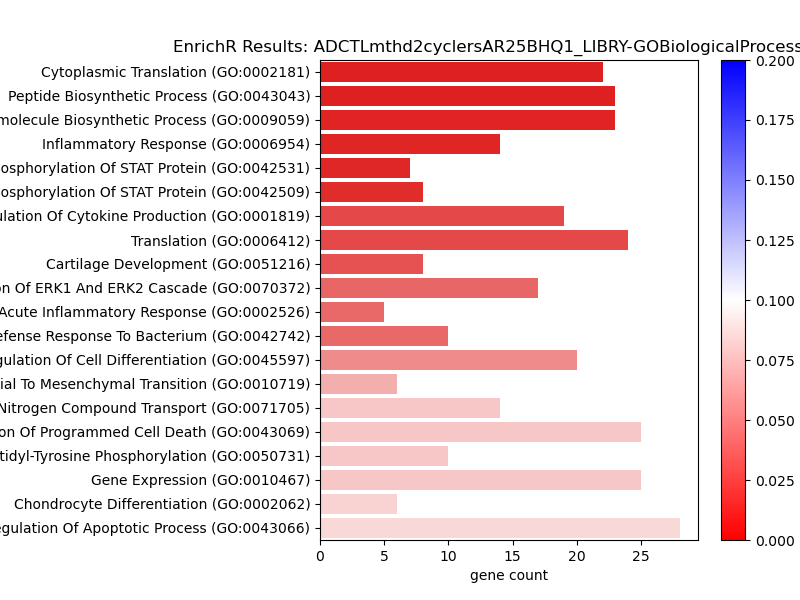 EnrichR Results: ADCTLmthd2cyclersAR25BHQ1_LIBRY-GOBiologicalProcess
Cytoplasmic Translation (GO:0002181)
Peptide Biosynthetic Process (GO:0043043)
molecule Biosynthetic Process (GO:0009059)
Inflammatory Response (GO:0006954)
osphorylation Of STAT Protein (GO:0042531)
osphorylation Of STAT Protein (GO:0042509)
ulation Of Cytokine Production (GO:0001819)
Translation (GO:0006412)
Cartilage Development (GO:0051216)
on Of ERK1 And ERK2 Cascade (GO:0070372)
Acute Inflammatory Response (GO:0002526)
efense Response To Bacterium (GO:0042742)
gulation Of Cell Differentiation (GO:0045597)
ial To Mesenchymal Transition (GO:0010719)
Nitrogen Compound Transport (GO:0071705)
on Of Programmed Cell Death (GO:0043069)
tidyl-Tyrosine Phosphorylation (GO:0050731)
Gene Expression (GO:0010467)
Chondrocyte Differentiation (GO:0002062)
egulation Of Apoptotic Process (GO:0043066)
0 5 10 15 20 25
gene count
0.200
0.175
0.150
0.125
0.100
0.075
0.050
0.025
0.000